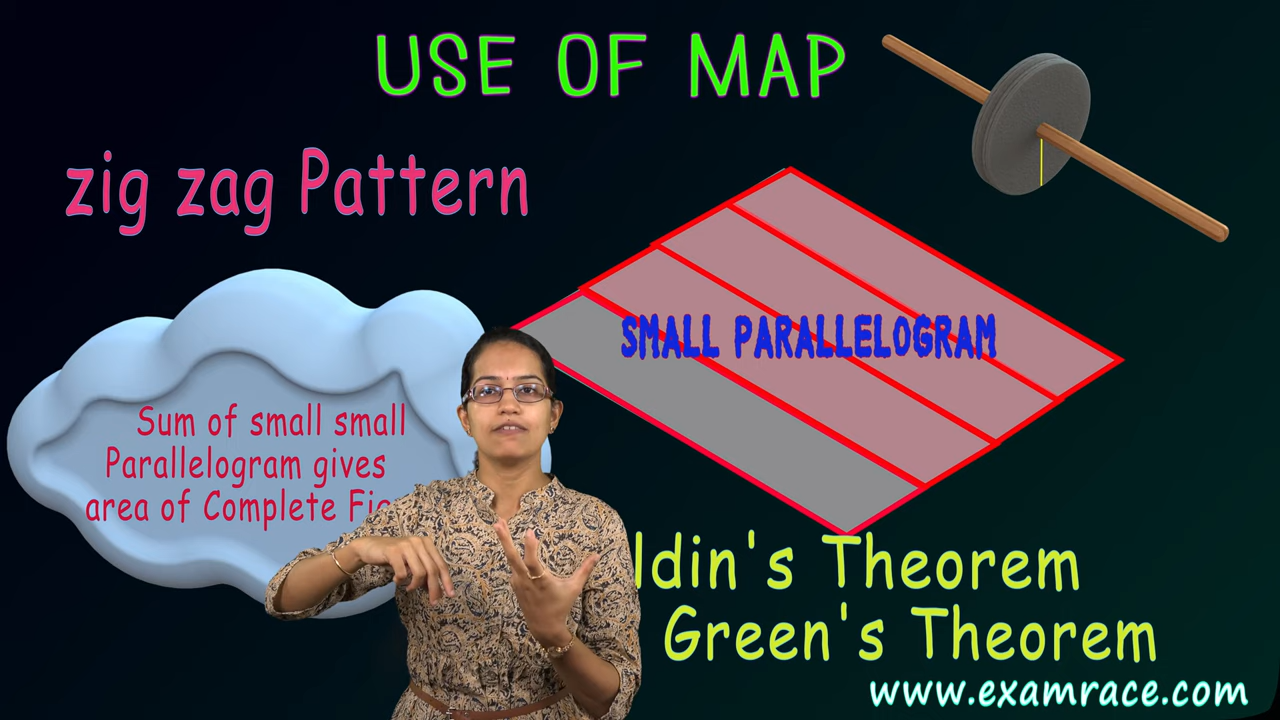 USE OF MAP
zig zag Pattern
SMALL PARALLELOGRAM
Sum of small small
Parallelogram gives
area of Complete
ldin's Theorem
Green's Theorem
www.examrace.com